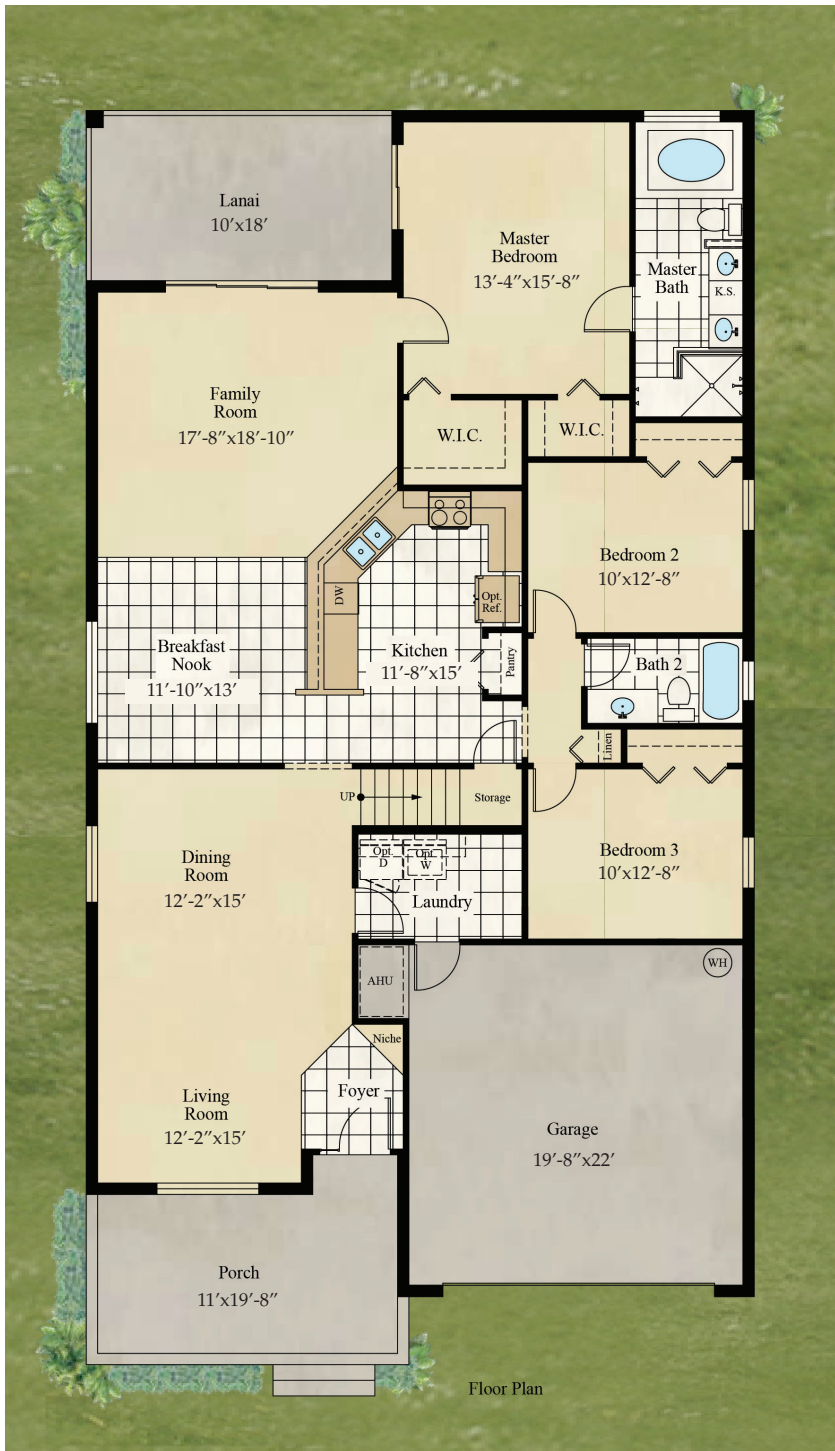 Lanai
10'x18'
Master
Bedroom
13'-4"x15'-8"
Master
Bath
K.S.
Family
Room
17'-8"x18'-10"
W.I.C.
W.I.C.
Bedroom 2
10'x12'-8"
DW
Opt.
Ref.
Breakfast
Nook
11'-10"x13'
Kitchen
11'-8"x15'
Pantry
Bath 2
Linen
UP
Storage
Dining
Room
12'-2"x15'
Opt.
D
Opt.
W
Laundry
Bedroom 3
10'x12'-8"
AHU
WH
Niche
Foyer
Living
Room
12'-2"x15'
Garage
19'-8"x22'
Porch
11'x19'-8"
Floor Plan